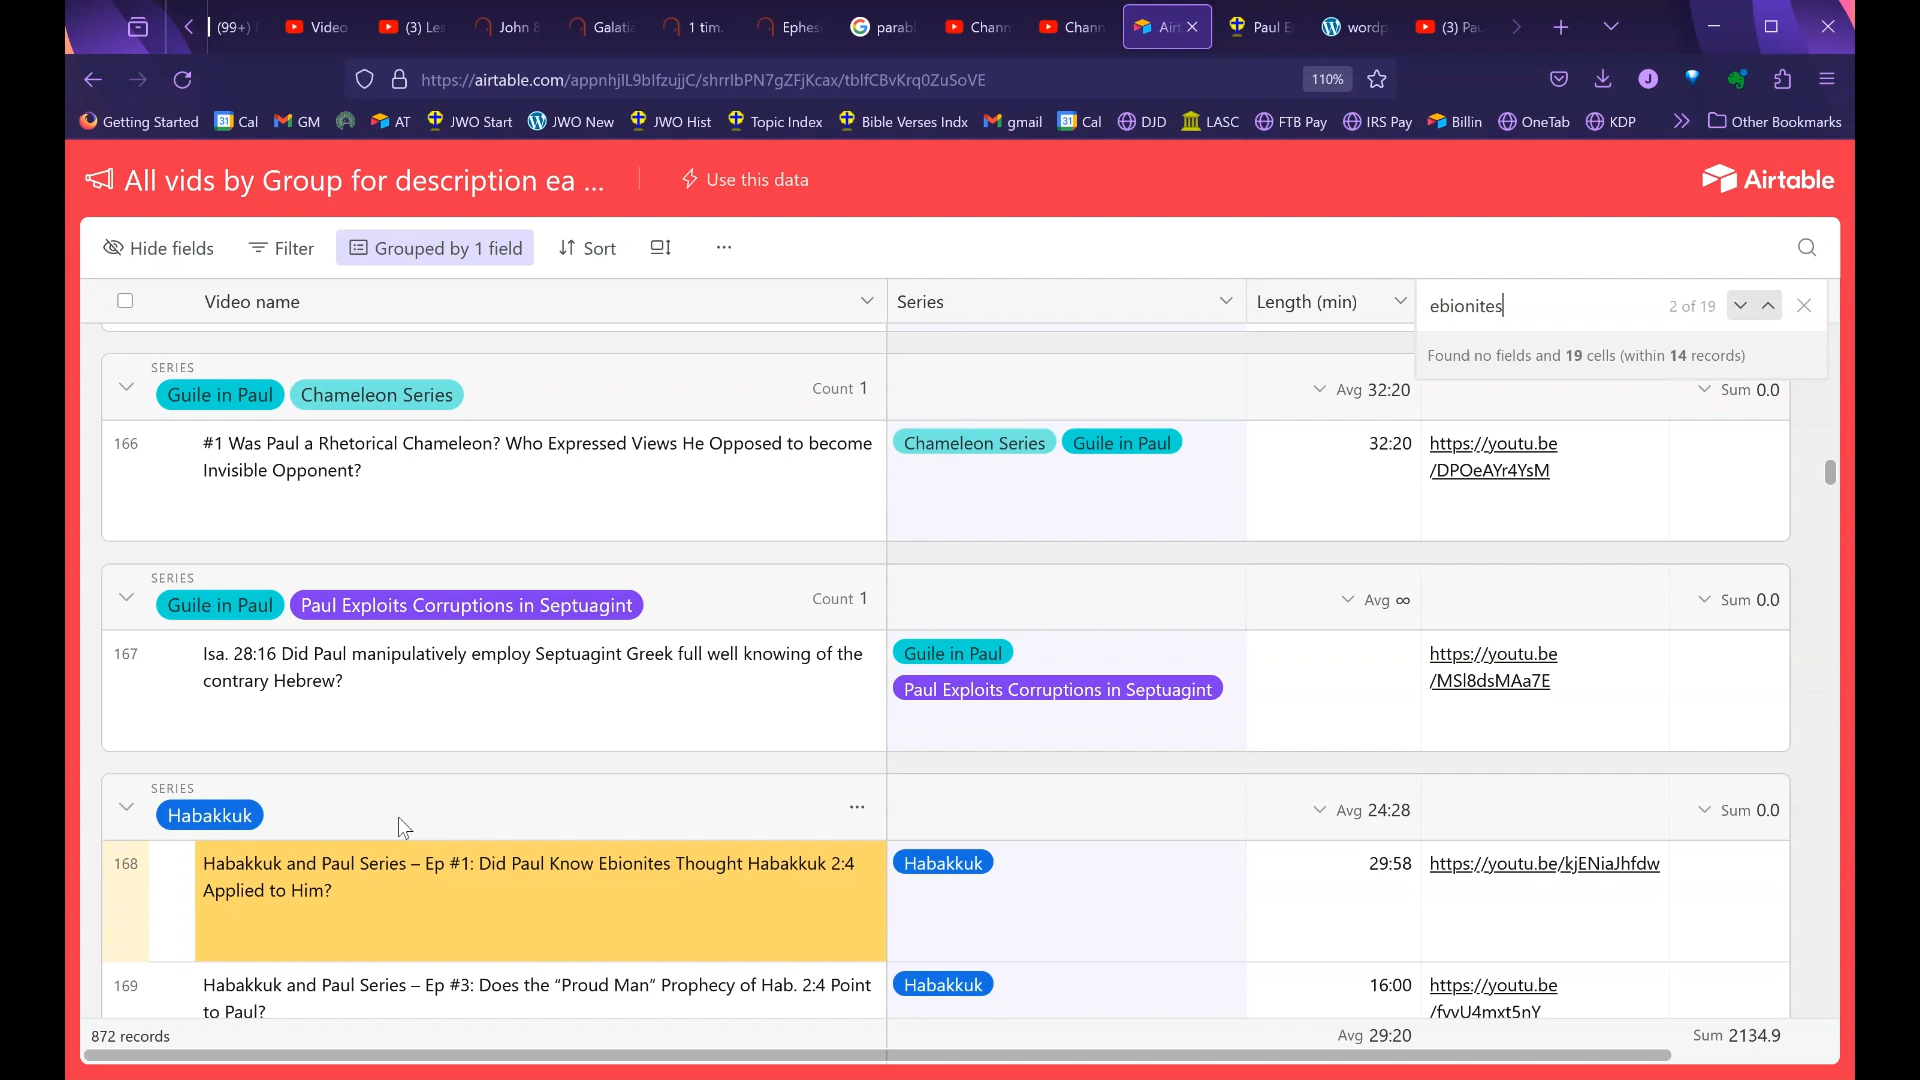 (99+)
Video
(3) Les
John 8
Galatia
1 tim.
Ephes
parabl
Chann
Chann
Airt
Paul E
wordp
(3) Pau
https://airtable.com/appnhjlL9bIfzujjC/shrrIbPN7gZFjKcax/tblfCBvKrq0ZuSoVE
110%
Getting Started
Cal
GM
AT
JWO Start
JWO New
JWO Hist
Topic Index
Bible Verses Indx
gmail
Cal
DJD
LASC
FTB Pay
IRS Pay
Billin
OneTab
KDP
Other Bookmarks
All vids by Group for description ea ...
Use this data
Airtable
Hide fields
Filter
Grouped by 1 field
Sort
Video name
Series
Length (min)
ebionites
2 of 19
Found no fields and 19 cells (within 14 records)
SERIES
Guile in Paul
Chameleon Series
Count 1
Avg 32:20
Sum 0.0
166
#1 Was Paul a Rhetorical Chameleon? Who Expressed Views He Opposed to become
Invisible Opponent?
Chameleon Series
Guile in Paul
32:20
https://youtu.be
/DPOeAYr4YsM
SERIES
Guile in Paul
Paul Exploits Corruptions in Septuagint
Count 1
Avg ∞
Sum 0.0
167
Isa. 28:16 Did Paul manipulatively employ Septuagint Greek full well knowing of the
contrary Hebrew?
Guile in Paul
Paul Exploits Corruptions in Septuagint
https://youtu.be
/MSl8dsMAa7E
SERIES
Habakkuk
Avg 24:28
Sum 0.0
168
Habakkuk and Paul Series – Ep #1: Did Paul Know Ebionites Thought Habakkuk 2:4
Applied to Him?
Habakkuk
29:58
https://youtu.be/kjENiaJhfdw
169
Habakkuk and Paul Series – Ep #3: Does the “Proud Man” Prophecy of Hab. 2:4 Point
to Paul?
Habakkuk
16:00
https://youtu.be
/fvvU4mxt5nY
872 records
Avg 29:20
Sum 2134.9